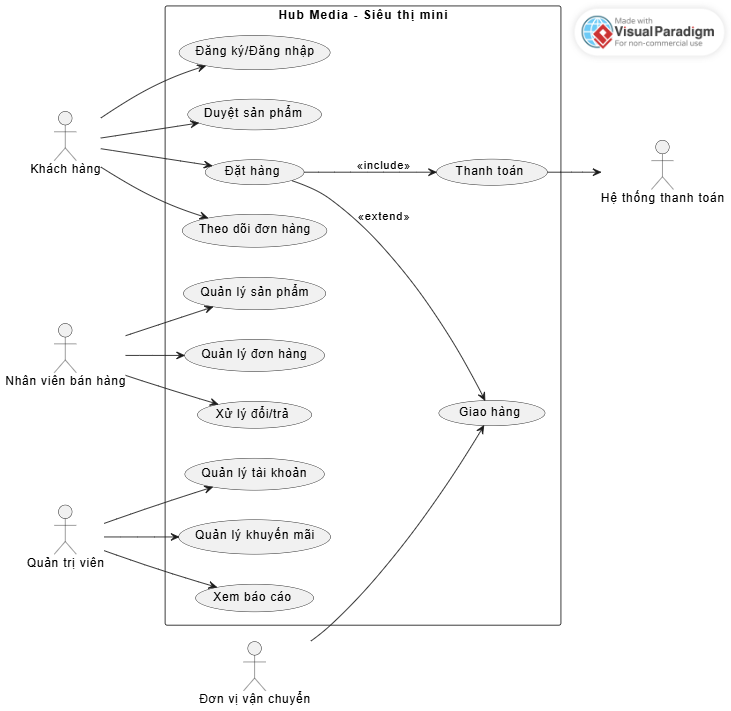 Hub Media - Siêu thị mini
Made with
Visual Paradigm
For non-commercial use
Đăng ký/Đăng nhập
Duyệt sản phẩm
Khách hàng
Đặt hàng
«include»
Thanh toán
Hệ thống thanh toán
«extend»
Theo dõi đơn hàng
Quản lý sản phẩm
Nhân viên bán hàng
Quản lý đơn hàng
Xử lý đổi/trả
Giao hàng
Quản lý tài khoản
Quản trị viên
Quản lý khuyến mãi
Xem báo cáo
Đơn vị vận chuyển